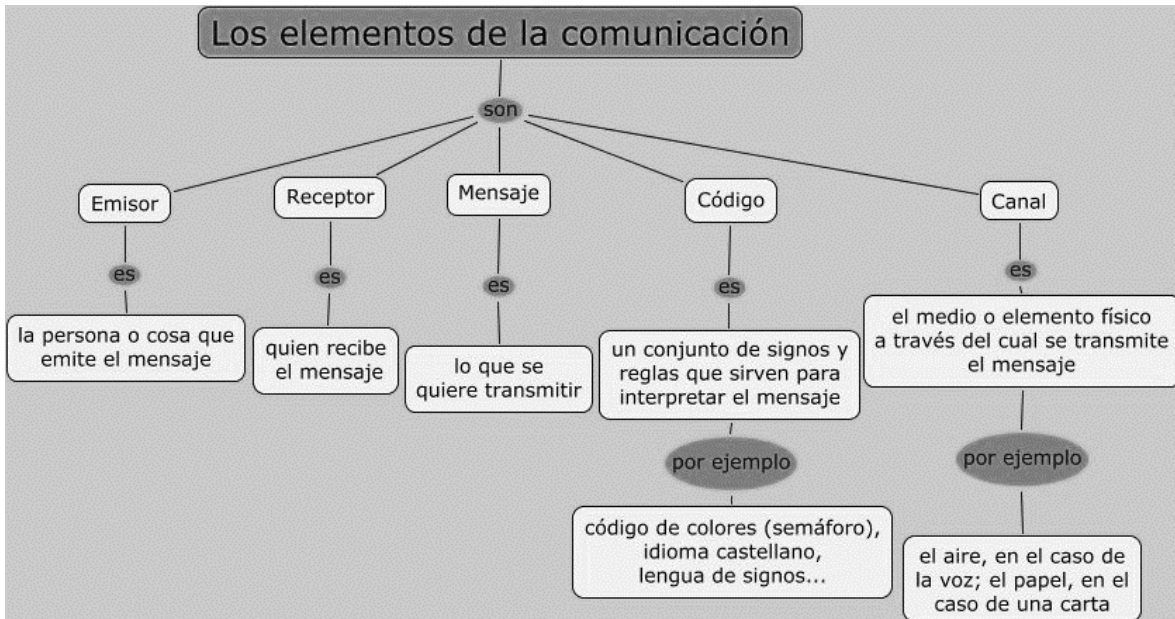 Los elementos de la comunicación
son
Emisor
Receptor
Mensaje
Código
Canal
es
es
es
es
es
la persona o cosa que
emite el mensaje
quien recibe
el mensaje
lo que se
quiere transmitir
un conjunto de signos y
reglas que sirven para
interpretar el mensaje
el medio o elemento físico
a través del cual se transmite
el mensaje
por ejemplo
por ejemplo
código de colores (semáforo),
idioma castellano,
lengua de signos...
el aire, en el caso de
la voz; el papel, en el
caso de una carta